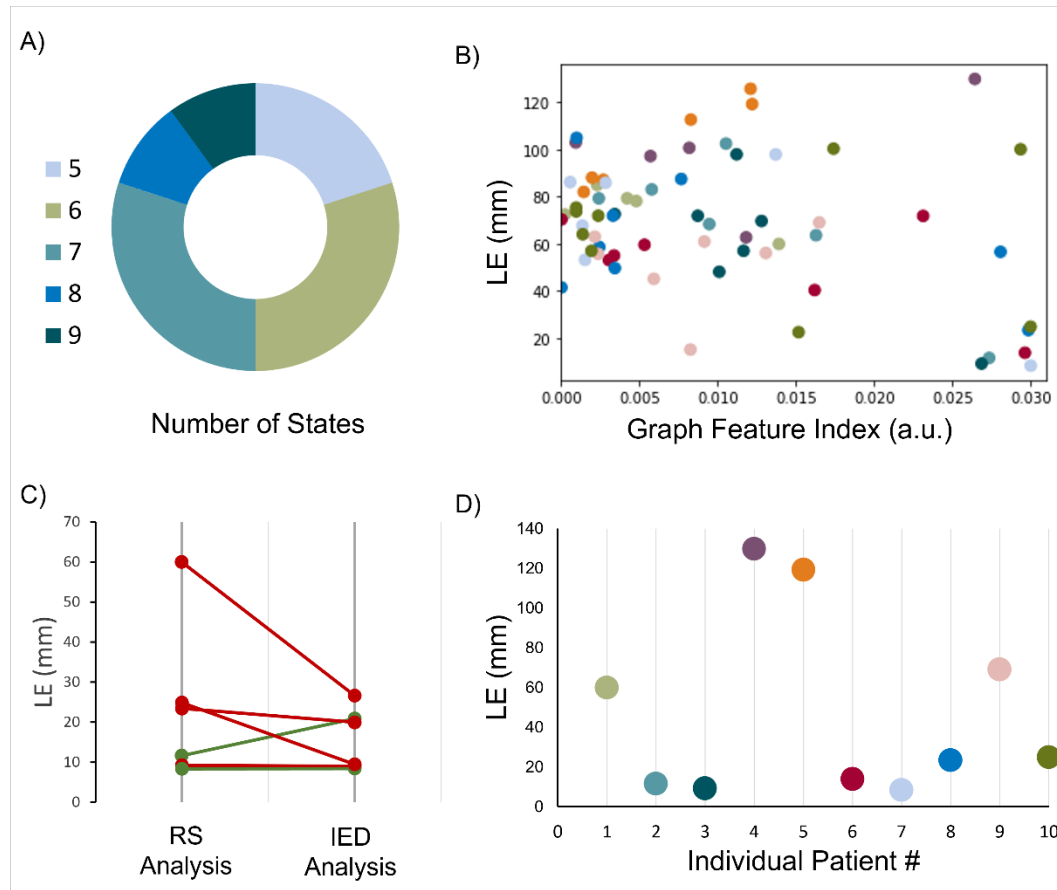 A)
5
6
7
8
9
Number of States
B)
LE (mm)
120
100
80
60
40
20
0.000 0.005 0.010 0.015 0.020 0.025 0.030
Graph Feature Index (a.u.)
C)
LE (mm)
70
60
50
40
30
20
10
0
RS IED
Analysis Analysis
D)
LE (mm)
140
120
100
80
60
40
20
0
0 1 2 3 4 5 6 7 8 9 10
Individual Patient #